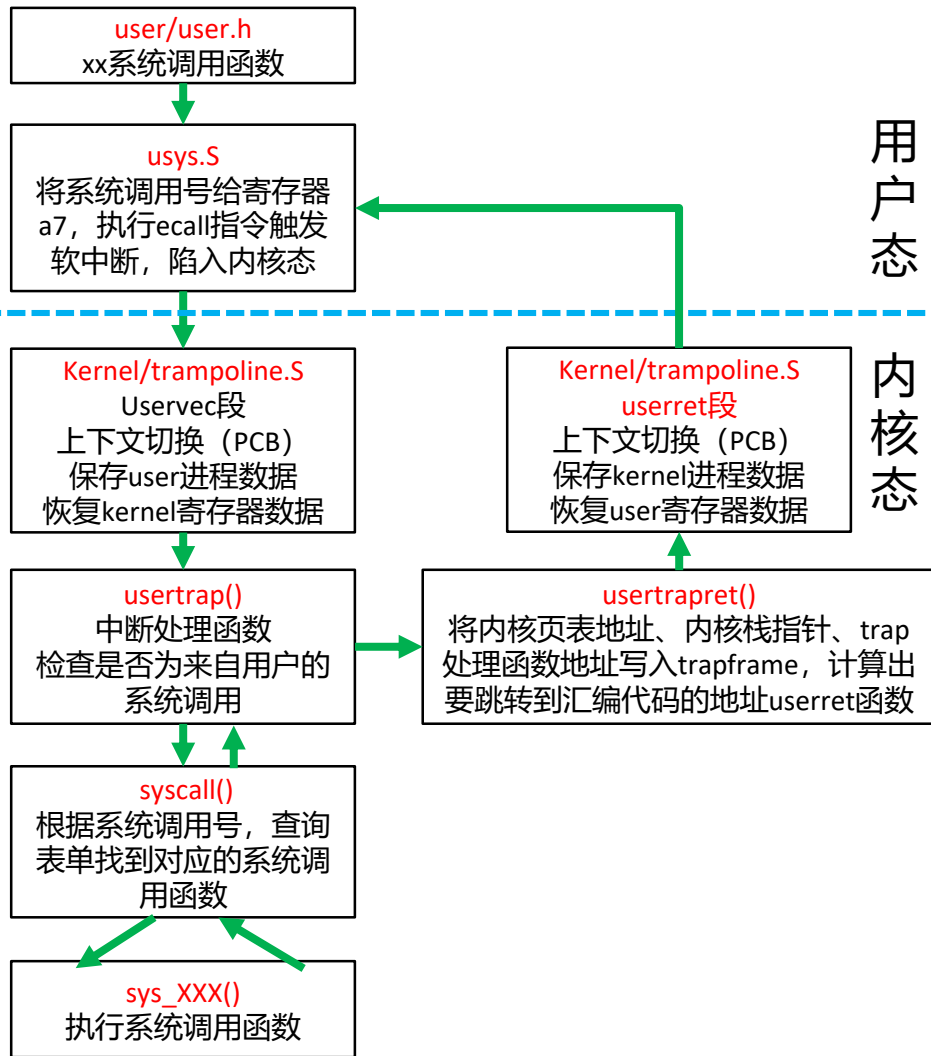 user/user.h
xx系统调用函数
usys.S
将系统调用号给寄存器
a7，执行ecall指令触发
软中断，陷入内核态
用
户
态
Kernel/trampoline.S
Uservec段
上下文切换（PCB）
保存user进程数据
恢复kernel寄存器数据
Kernel/trampoline.S
userret段
上下文切换（PCB）
保存kernel进程数据
恢复user寄存器数据
内
核
态
usertrap()
中断处理函数
检查是否为来自用户的
系统调用
usertrapret()
将内核页表地址、内核栈指针、trap
处理函数地址写入trapframe，计算出
要跳转到汇编代码的地址userret函数
syscall()
根据系统调用号，查询
表单找到对应的系统调
用函数
sys_XXX()
执行系统调用函数